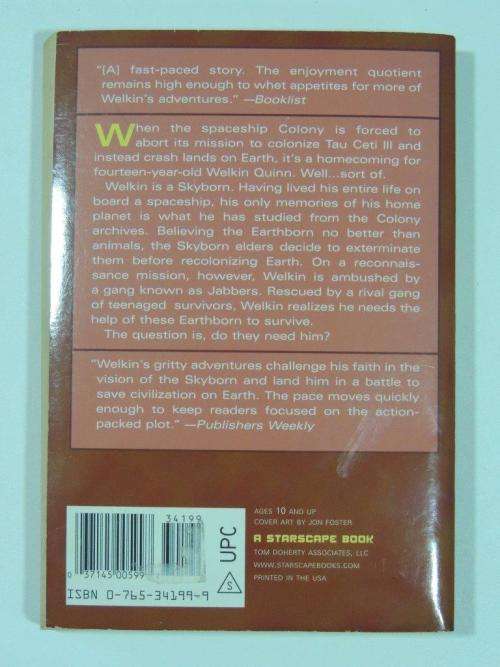 “[A] fast-paced story. The enjoyment quotient
remains high enough to whet appetites for more of
Welkin’s adventures.” —Booklist
When the spaceship Colony is forced to
abort its mission to colonize Tau Ceti III and
instead crash lands on Earth, it’s a homecoming for
fourteen-year-old Welkin Quinn. Well...sort of.
Welkin is a Skyborn. Having lived his entire life on
board a spaceship, his only memories of his home
planet is what he has studied from the Colony
archives. Believing the Earthborn no better than
animals, the Skyborn elders decide to exterminate
them before recolonizing Earth. On a reconnais-
sance mission, however, Welkin is ambushed by
a gang known as Jabbers. Rescued by a rival gang
of teenaged survivors, Welkin realizes he needs the
help of these Earthborn to survive.
The question is, do they need him?
“Welkin’s gritty adventures challenge his faith in the
vision of the Skyborn and land him in a battle to
save civilization on Earth. The pace moves quickly
enough to keep readers focused on the action-
packed plot.” —Publishers Weekly
34199
0 37145 00599
ISBN 0-765-34199-9
UPC
S
AGES 10 AND UP
COVER ART BY JON FOSTER
A STARSCAPE BOOK
TOM DOHERTY ASSOCIATES, LLC
WWW.STARSCAPEBOOKS.COM
PRINTED IN THE USA